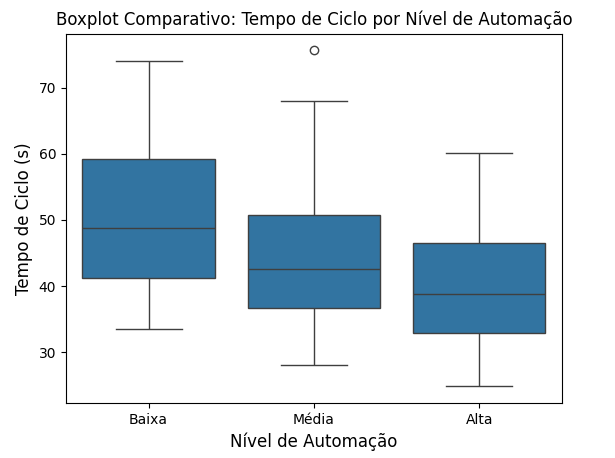 Boxplot Comparativo: Tempo de Ciclo por Nível de Automação
Tempo de Ciclo (s)
70
60
50
40
30
Baixa
Média
Alta
Nível de Automação